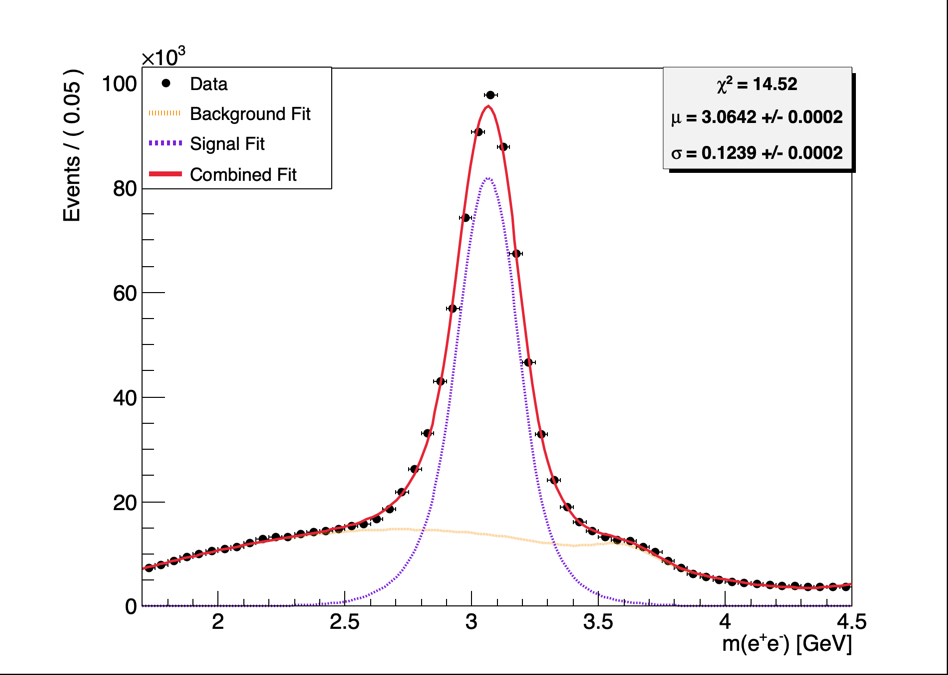 ×10³
Events / ( 0.05 )
100
80
60
40
20
0
Data
Background Fit
Signal Fit
Combined Fit
χ² = 14.52
μ = 3.0642 +/- 0.0002
σ = 0.1239 +/- 0.0002
2 2.5 3 3.5 4 4.5
m(e⁺e⁻) [GeV]